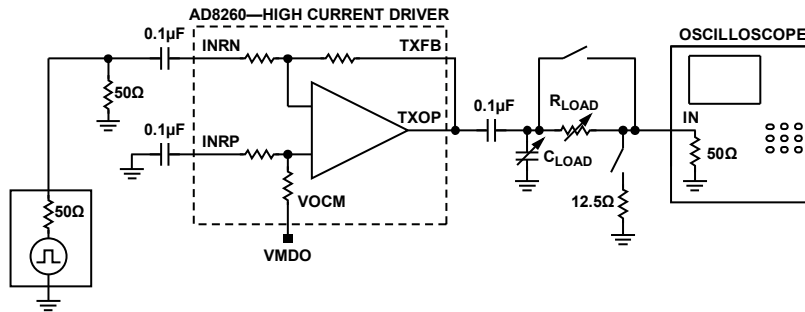 AD8260—HIGH CURRENT DRIVER
OSCILLOSCOPE
0.1µF
INRN
TXFB
50Ω
0.1µF
INRP
TXOP
0.1µF
RLOAD
IN
CLOAD
50Ω
50Ω
VOCM
12.5Ω
VMDO